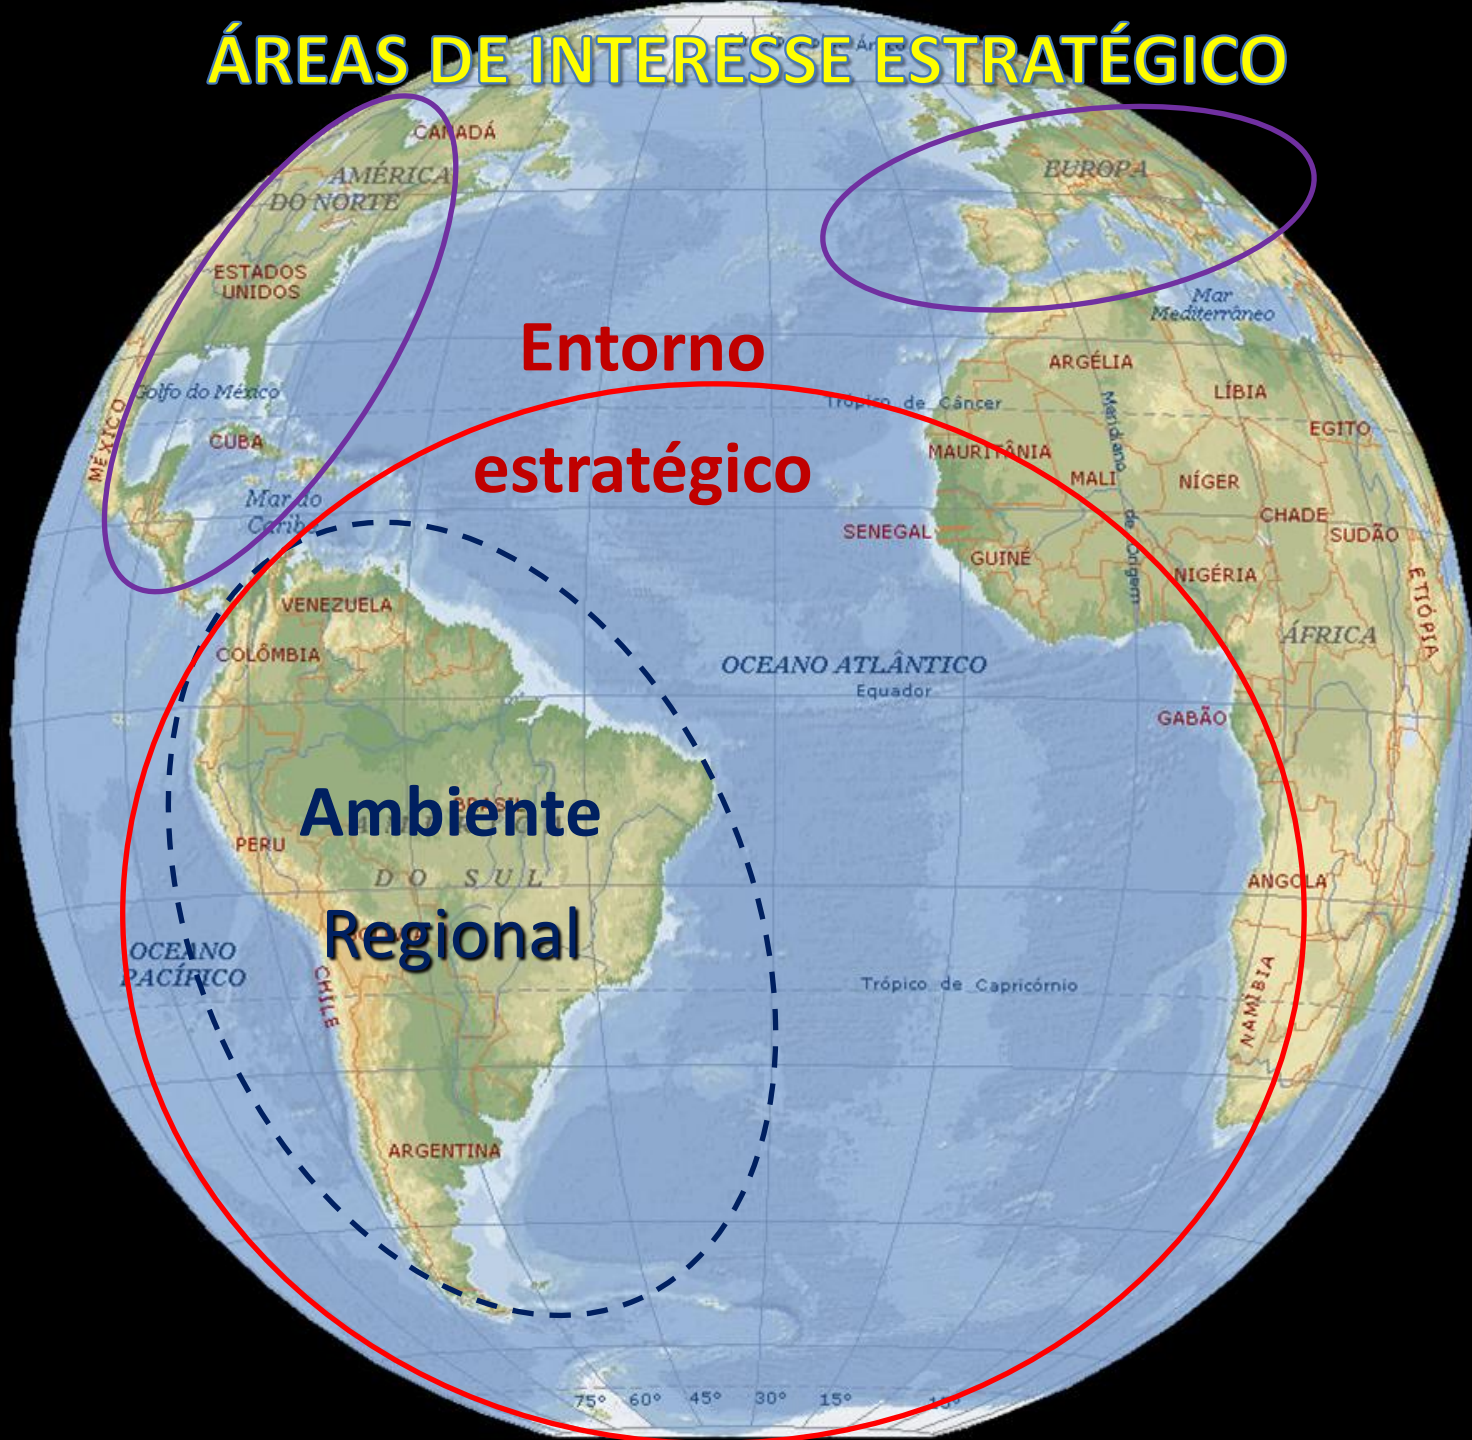 ÁREAS DE INTERESSE ESTRATÉGICO
CANADÁ
AMÉRICA
DO NORTE
EUROPA
ESTADOS
UNIDOS
Mar
Mediterrâneo
Entorno
ARGÉLIA
Golfo do México
LÍBIA
Trópico de Câncer
MÉXICO
CUBA
EGITO
estratégico
MAURITÂNIA
Meridiano de Origem
MALI
NÍGER
Mar do
Caribe
CHADE
SENEGAL
SUDÃO
GUINÉ
NIGÉRIA
ETIÓPIA
VENEZUELA
ÁFRICA
COLÔMBIA
OCEANO ATLÂNTICO
Equador
GABÃO
Ambiente
BRASIL
PERU
DO SUL
ANGOLA
Regional
OCEANO
PACÍFICO
CHILE
Trópico de Capricórnio
NAMÍBIA
ARGENTINA
75° 60° 45° 30° 15° 15°